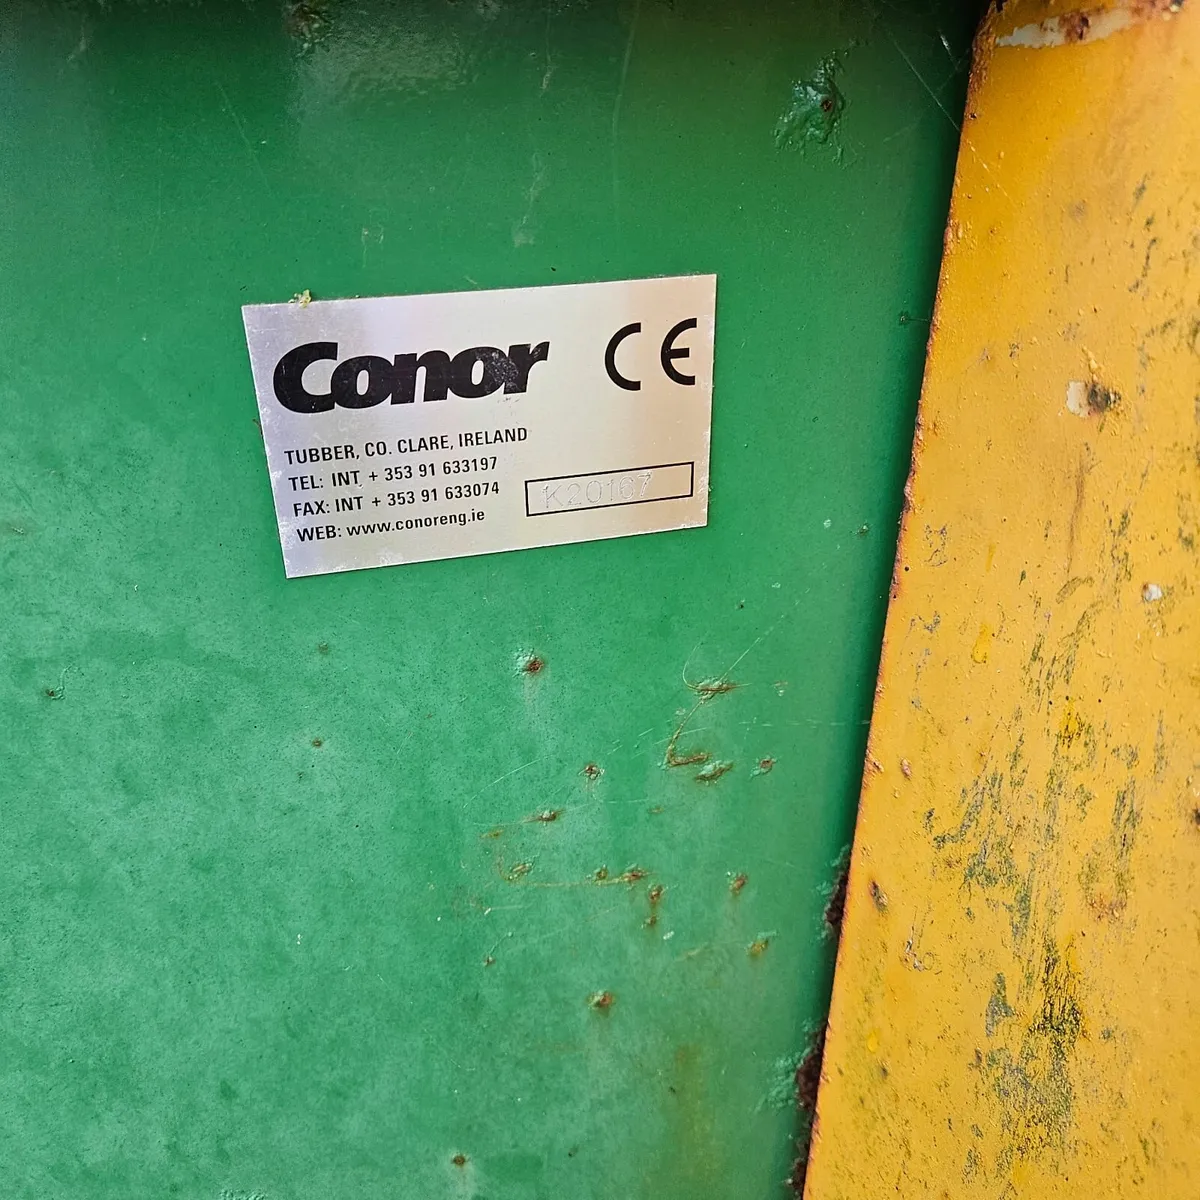 Conor CE
TUBBER, CO. CLARE, IRELAND
TEL: INT + 353 91 633197
FAX: INT + 353 91 633074
WEB: www.conoreng.ie
K20167